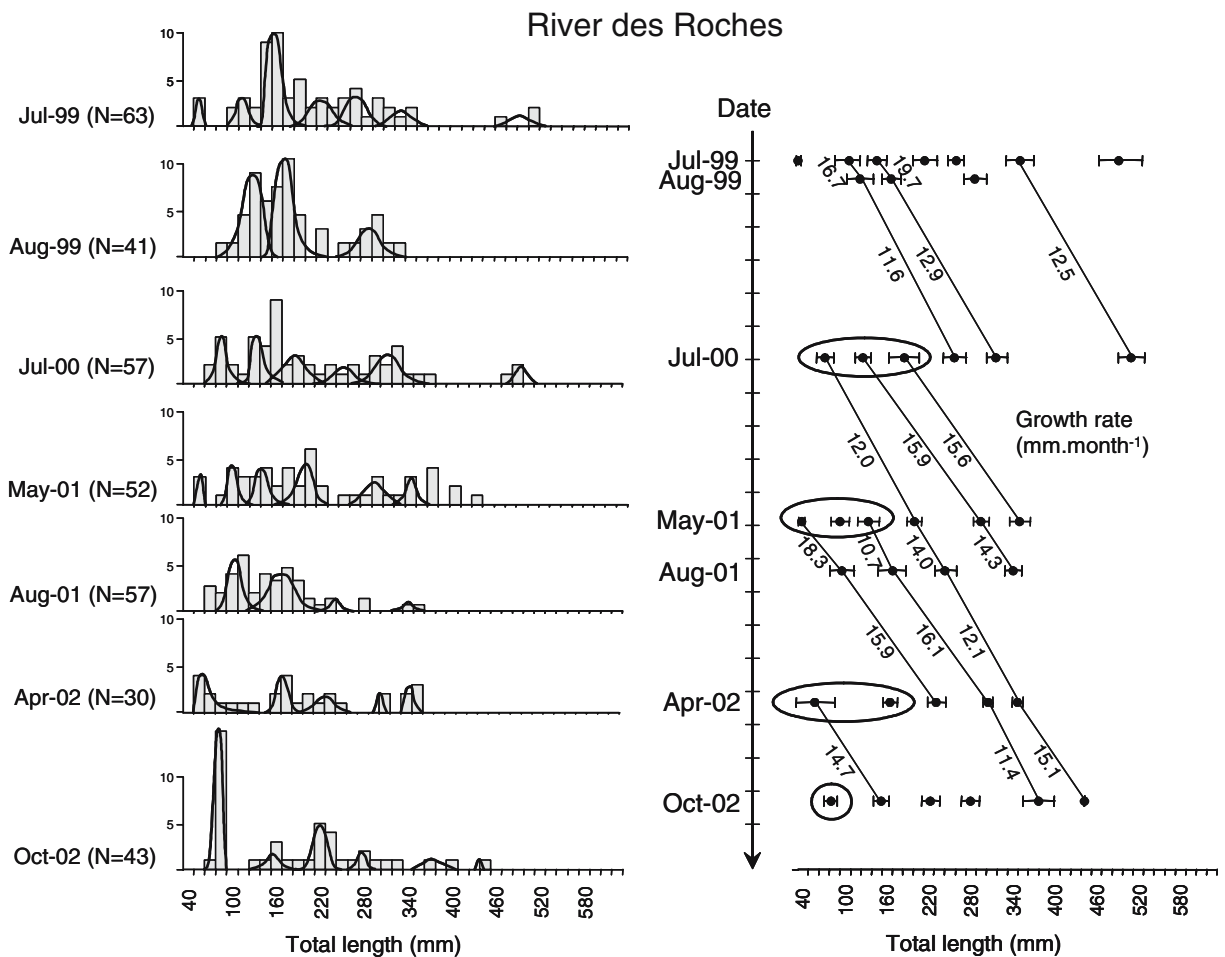 River des Roches
10
5
Jul-99 (N=63)
10
5
Aug-99 (N=41)
10
5
Jul-00 (N=57)
10
5
May-01 (N=52)
10
5
Aug-01 (N=57)
10
5
Apr-02 (N=30)
10
5
Oct-02 (N=43)
40 100 160 220 280 340 400 460 520 580
Total length (mm)
Date
Jul-99
16.7 19.7
Aug-99
11.6 12.9 12.5
Jul-00
Growth rate
(mm.month-1)
12.0 15.9 15.6
May-01
18.3 10.7 14.0 14.3
Aug-01
15.9 16.1 12.1
Apr-02
14.7 11.4 15.1
Oct-02
40 100 160 220 280 340 400 460 520 580
Total length (mm)